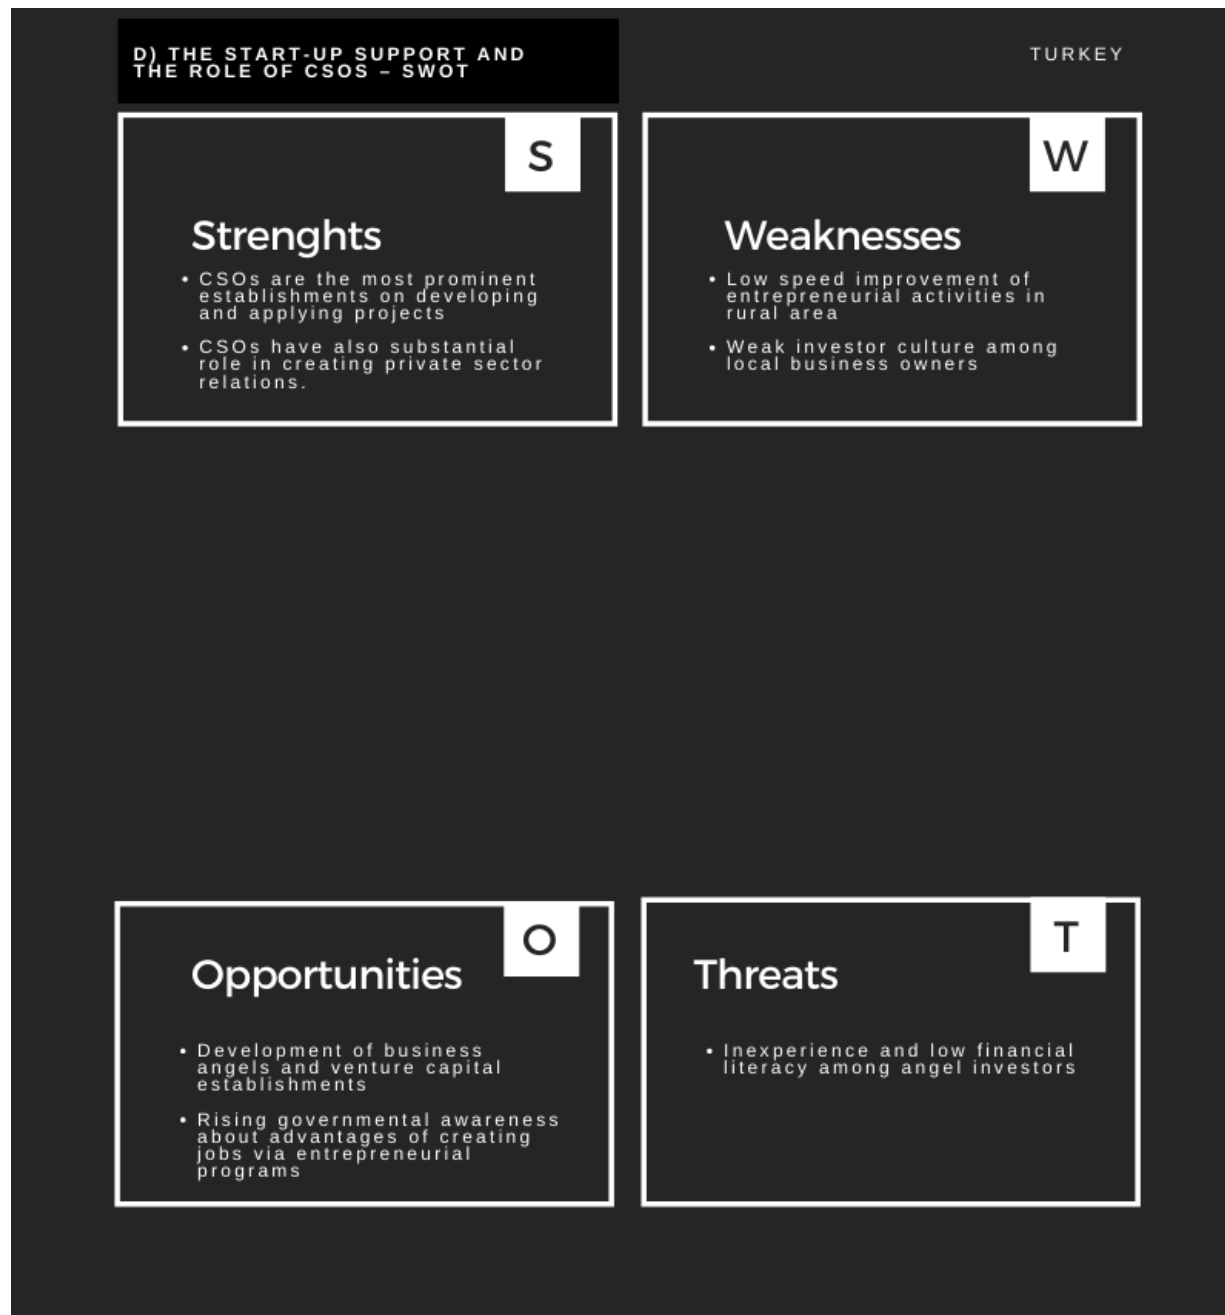 D) THE START-UP SUPPORT AND
THE ROLE OF CSOS – SWOT
TURKEY
S
Strenghts
• CSOs are the most prominent
establishments on developing
and applying projects
• CSOs have also substantial
role in creating private sector
relations.
W
Weaknesses
• Low speed improvement of
entrepreneurial activities in
rural area
• Weak investor culture among
local business owners
O
Opportunities
• Development of business
angels and venture capital
establishments
• Rising governmental awareness
about advantages of creating
jobs via entrepreneurial
programs
T
Threats
• Inexperience and low financial
literacy among angel investors